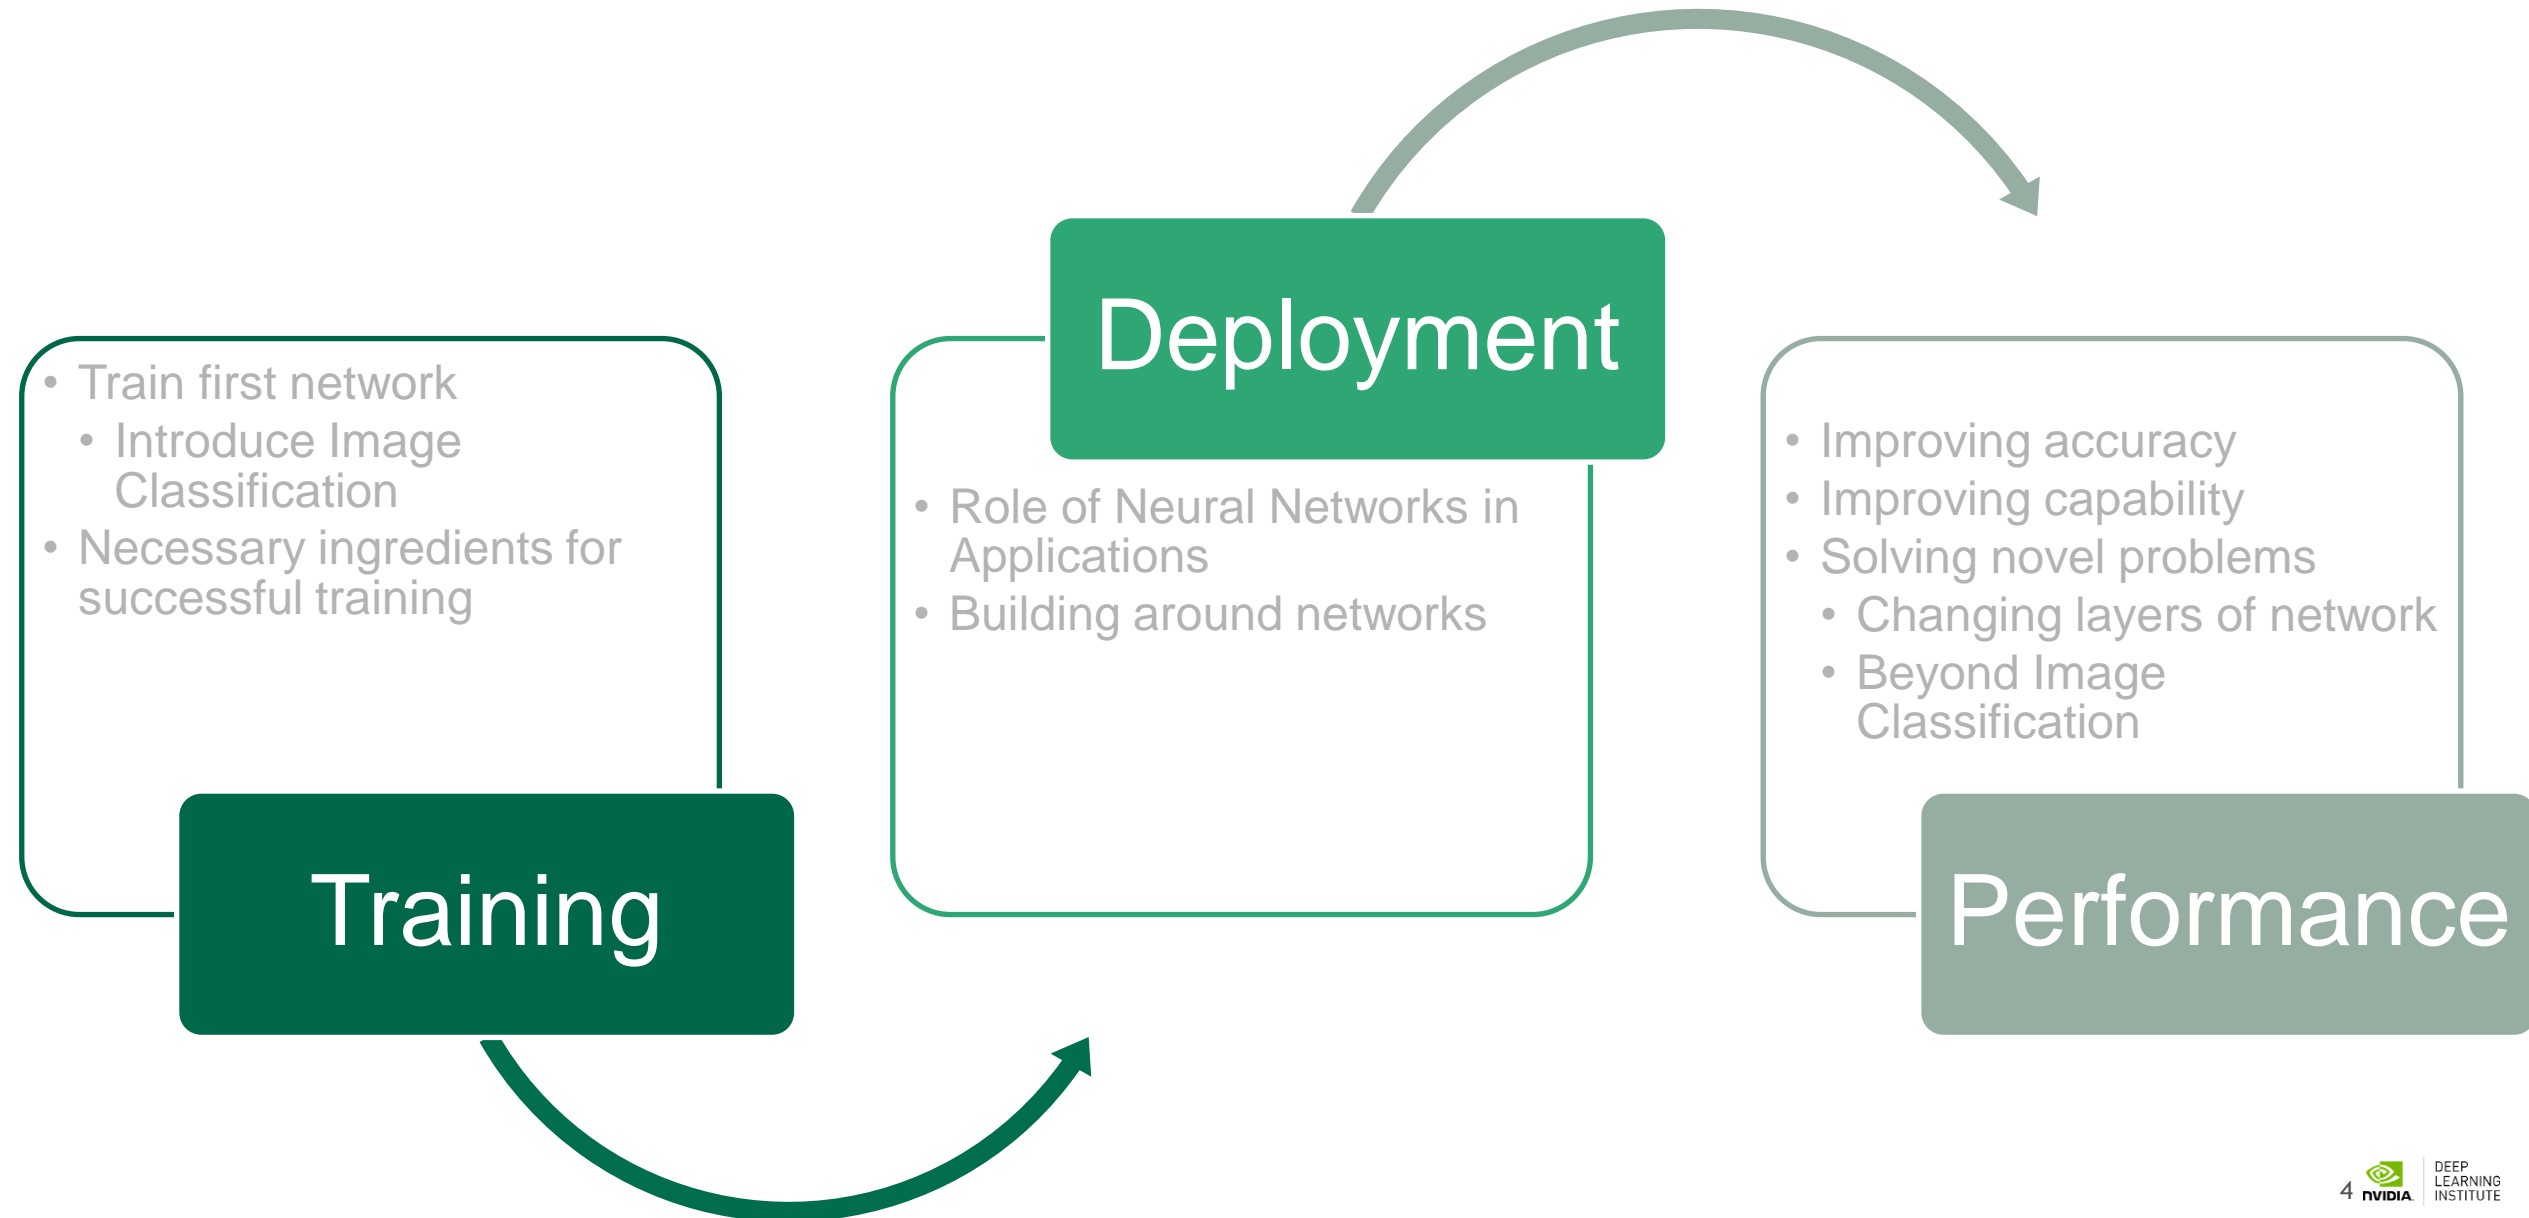 • Train first network
• Introduce Image
Classification
• Necessary ingredients for
successful training
Training
Deployment
• Role of Neural Networks in
Applications
• Building around networks
• Improving accuracy
• Improving capability
• Solving novel problems
• Changing layers of network
• Beyond Image
Classification
Performance
4
NVIDIA
DEEP
LEARNING
INSTITUTE